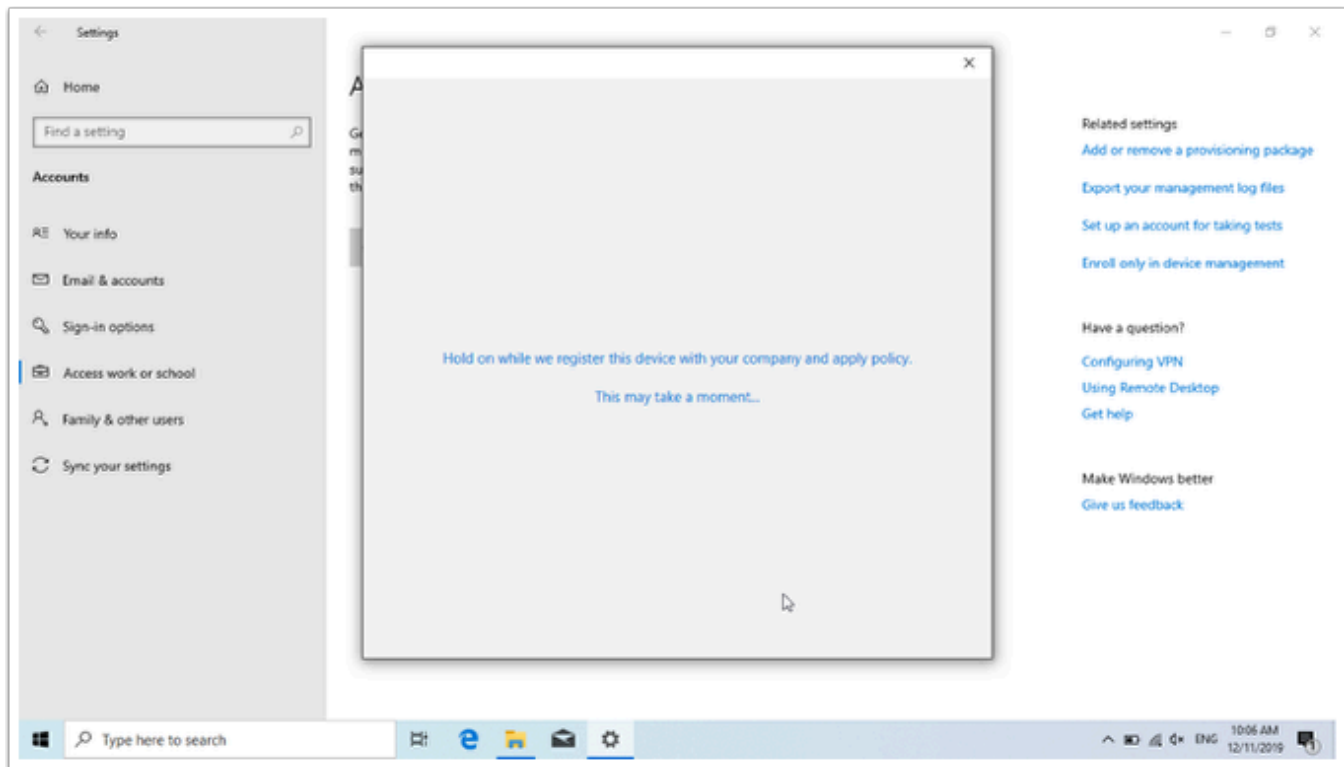 Settings
Home
Find a setting
Accounts
Your info
Email & accounts
Sign-in options
Access work or school
Family & other users
Sync your settings
A
m
su
th
Hold on while we register this device with your company and apply policy.
This may take a moment...
Related settings
Add or remove a provisioning package
Export your management log files
Set up an account for taking tests
Enroll only in device management
Have a question?
Configuring VPN
Using Remote Desktop
Get help
Make Windows better
Give us feedback
Type here to search
ENG
10:06 AM
12/11/2019
1